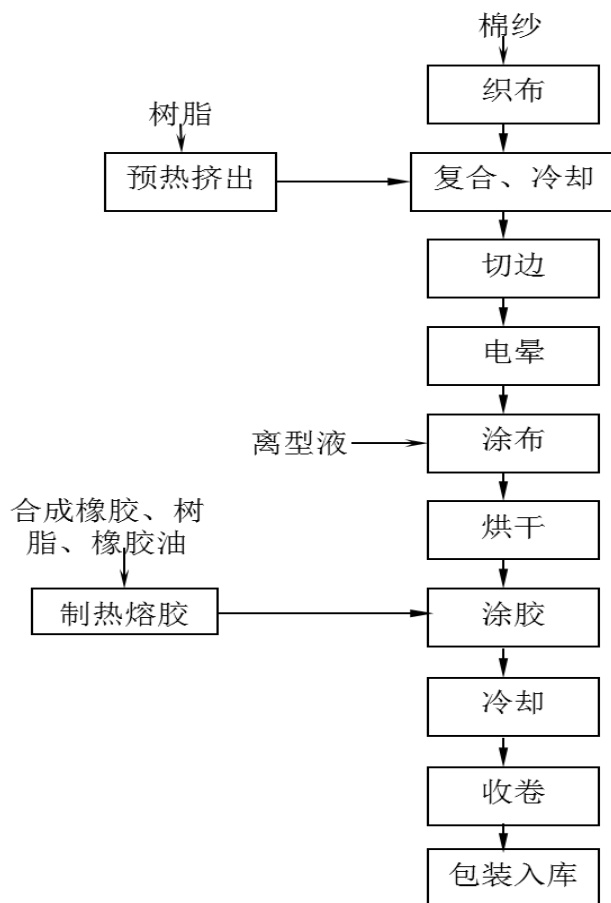 棉纱
织布
树脂
预热挤出
复合、冷却
切边
电晕
离型液
涂布
合成橡胶、树
脂、橡胶油
烘干
制热熔胶
涂胶
冷却
收卷
包装入库